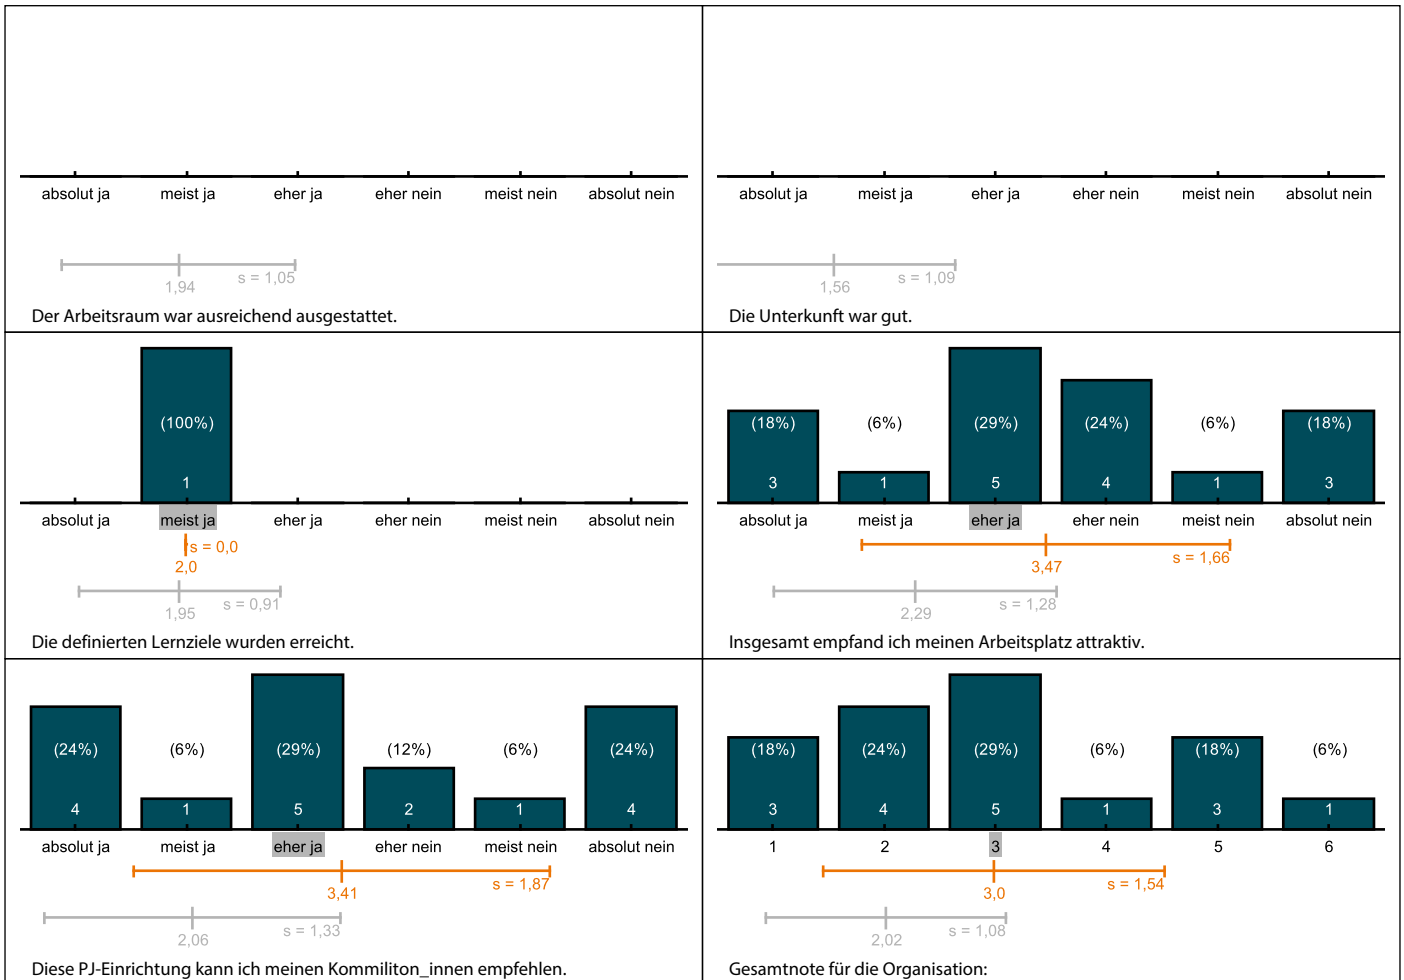 absolut ja meist ja eher ja eher nein meist nein absolut nein
s = 1,05
1,94
Der Arbeitsraum war ausreichend ausgestattet.
absolut ja meist ja eher ja eher nein meist nein absolut nein
s = 1,09
1,56
Die Unterkunft war gut.
(100%)
1
absolut ja meist ja eher ja eher nein meist nein absolut nein
s = 0,0
2,0
s = 0,91
1,95
Die definierten Lernziele wurden erreicht.
(18%) (6%) (29%) (24%) (6%) (18%)
3 1 5 4 1 3
absolut ja meist ja eher ja eher nein meist nein absolut nein
s = 1,66
3,47
s = 1,28
2,29
Insgesamt empfand ich meinen Arbeitsplatz attraktiv.
(24%) (6%) (29%) (12%) (6%) (24%)
4 1 5 2 1 4
absolut ja meist ja eher ja eher nein meist nein absolut nein
s = 1,87
3,41
s = 1,33
2,06
Diese PJ-Einrichtung kann ich meinen Kommiliton_innen empfehlen.
(18%) (24%) (29%) (6%) (18%) (6%)
3 4 5 1 3 1
1 2 3 4 5 6
s = 1,54
3,0
s = 1,08
2,02
Gesamtnote für die Organisation: